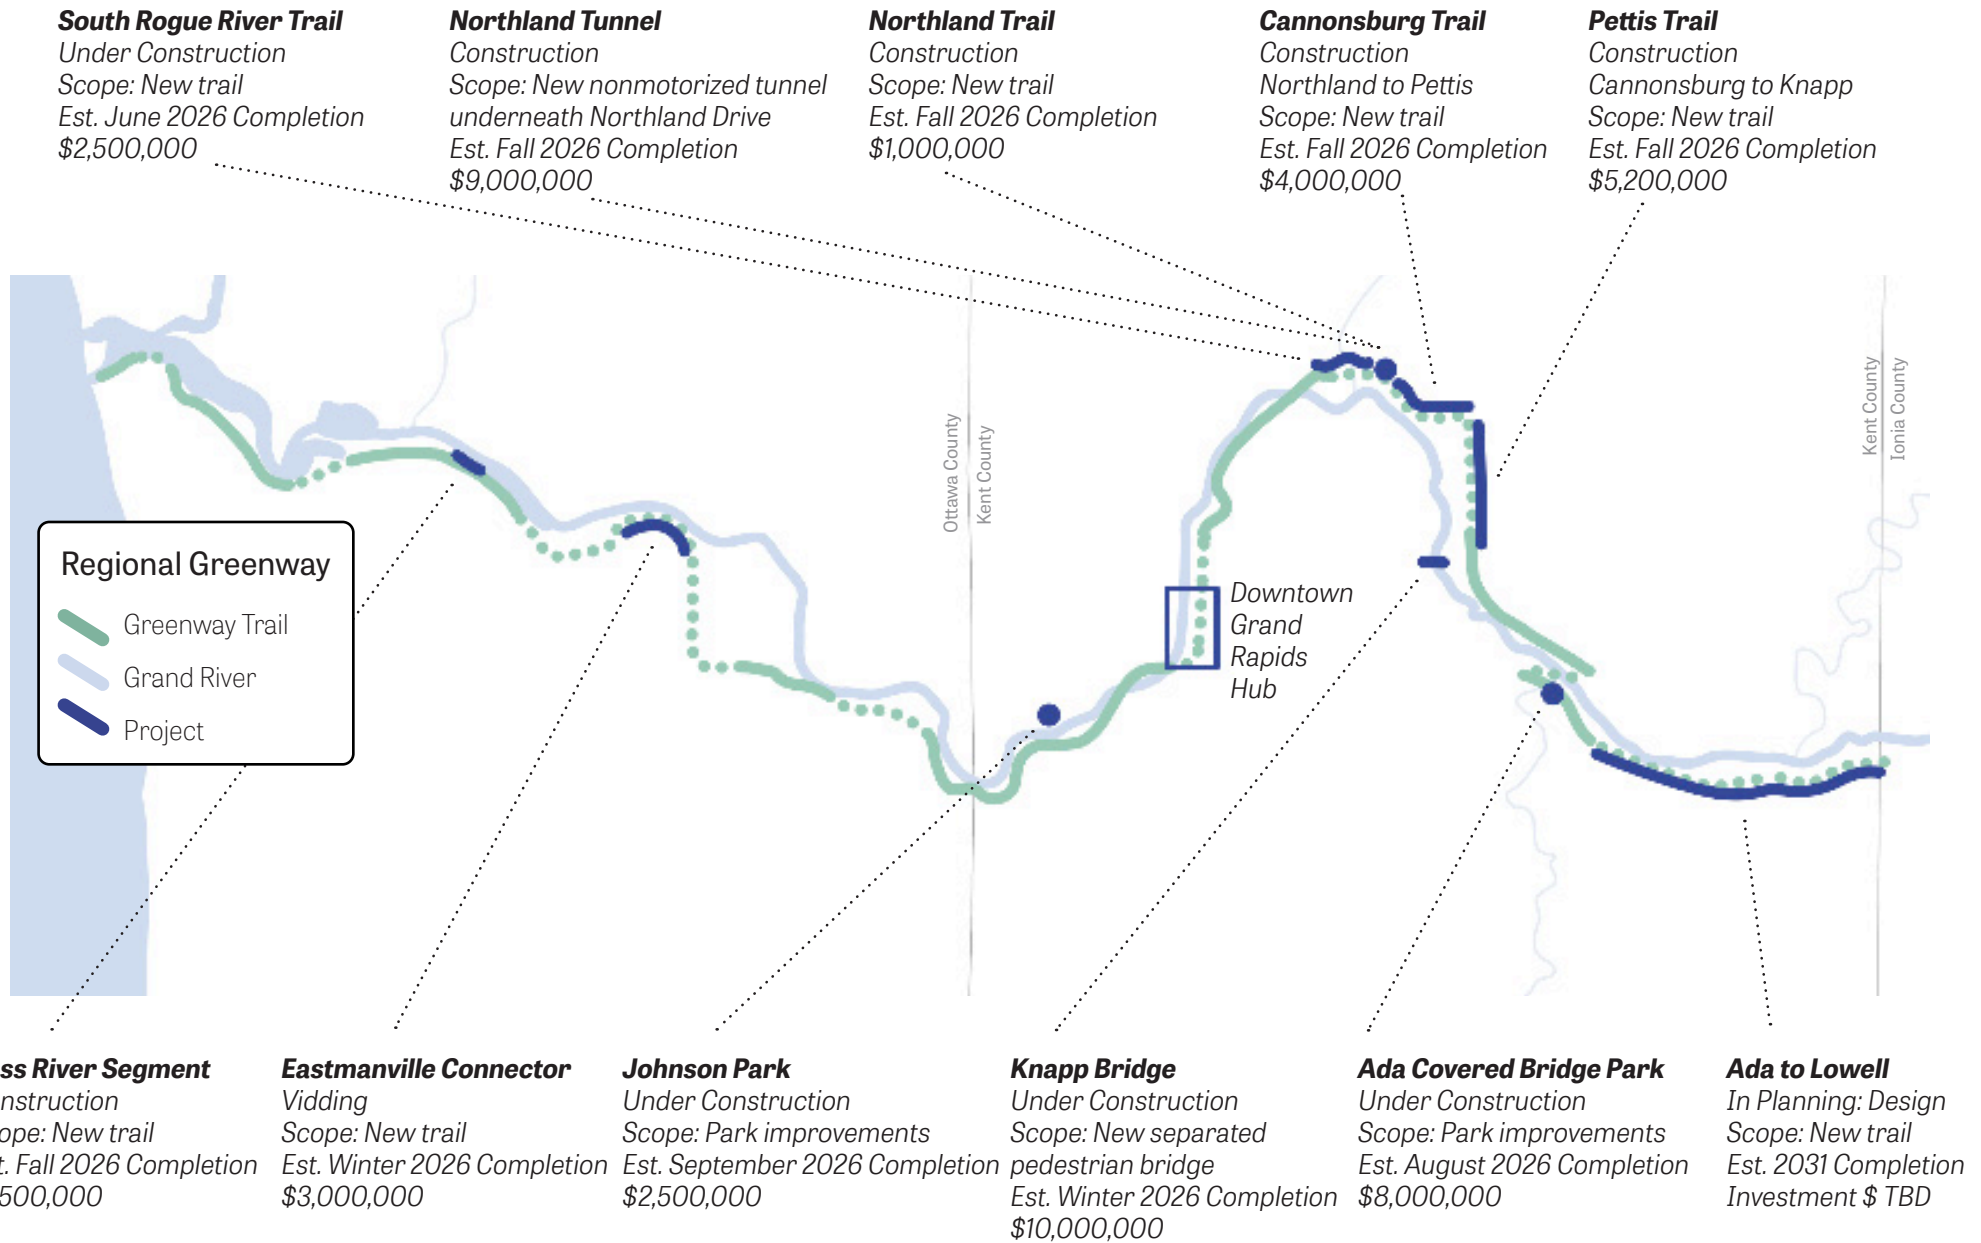 South Rogue River Trail
Under Construction
Scope: New trail
Est. June 2026 Completion
$2,500,000
Northland Tunnel
Construction
Scope: New nonmotorized tunnel
underneath Northland Drive
Est. Fall 2026 Completion
$9,000,000
Northland Trail
Construction
Scope: New trail
Est. Fall 2026 Completion
$1,000,000
Cannonsburg Trail
Construction
Northland to Pettis
Scope: New trail
Est. Fall 2026 Completion
$4,000,000
Pettis Trail
Construction
Cannonsburg to Knapp
Scope: New trail
Est. Fall 2026 Completion
$5,200,000
Ottawa County
Kent County
Kent County
Ionia County
Regional Greenway
Greenway Trail
Grand River
Project
Downtown
Grand
Rapids
Hub
River Segment
New trail
Fall 2026 Completion
500,000
Eastmanville Connector
Vidding
Scope: New trail
Est. Winter 2026 Completion
$3,000,000
Johnson Park
Under Construction
Scope: Park improvements
Est. September 2026 Completion
$2,500,000
Knapp Bridge
Under Construction
Scope: New separated
pedestrian bridge
Est. Winter 2026 Completion
$10,000,000
Ada Covered Bridge Park
Under Construction
Scope: Park improvements
Est. August 2026 Completion
$8,000,000
Ada to Lowell
In Planning: Design
Scope: New trail
Est. 2031 Completion
Investment $ TBD